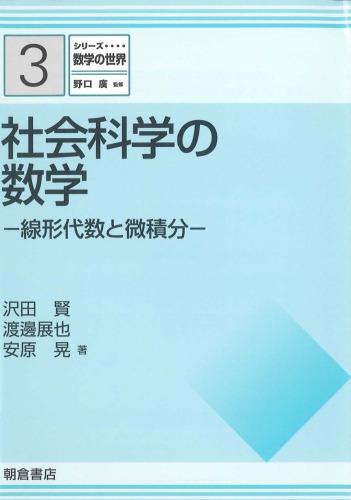 3
シリーズ‥‥
数学の世界
野口 廣 監修
社会科学の
数学
−線形代数と微積分−
沢田 賢
渡邊展也
安原 晃 著
朝倉書店